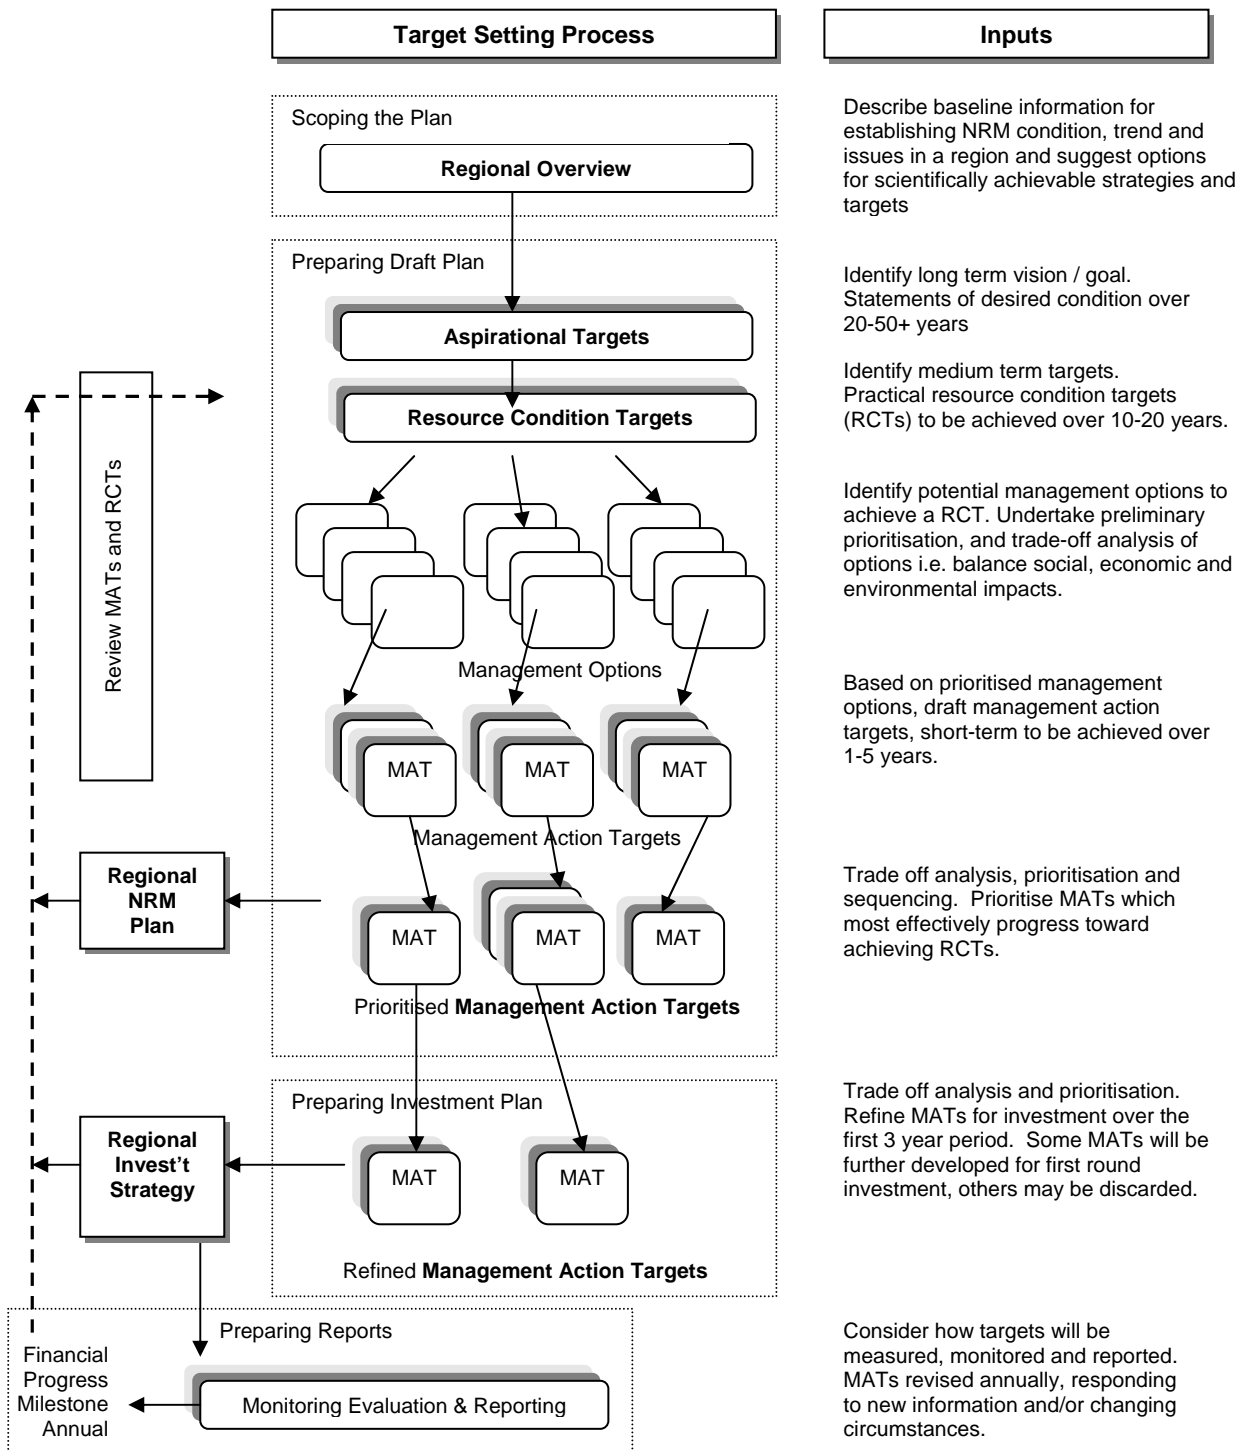 Target Setting Process
Inputs
Scoping the Plan
Regional Overview
Describe baseline information for
establishing NRM condition, trend and
issues in a region and suggest options
for scientifically achievable strategies and
targets
Preparing Draft Plan
Aspirational Targets
Identify long term vision / goal.
Statements of desired condition over
20-50+ years
Resource Condition Targets
Identify medium term targets.
Practical resource condition targets
(RCTs) to be achieved over 10-20 years.
Review MATs and RCTs
Management Options
Identify potential management options to
achieve a RCT. Undertake preliminary
prioritisation, and trade-off analysis of
options i.e. balance social, economic and
environmental impacts.
MAT
MAT
MAT
Management Action Targets
Based on prioritised management
options, draft management action
targets, short-term to be achieved over
1-5 years.
Regional
NRM
Plan
MAT
MAT
MAT
Prioritised Management Action Targets
Trade off analysis, prioritisation and
sequencing. Prioritise MATs which
most effectively progress toward
achieving RCTs.
Preparing Investment Plan
Regional
Invest't
Strategy
MAT
MAT
Refined Management Action Targets
Trade off analysis and prioritisation.
Refine MATs for investment over the
first 3 year period. Some MATs will be
further developed for first round
investment, others may be discarded.
Preparing Reports
Financial
Progress
Milestone
Annual
Monitoring Evaluation & Reporting
Consider how targets will be
measured, monitored and reported.
MATs revised annually, responding
to new information and/or changing
circumstances.